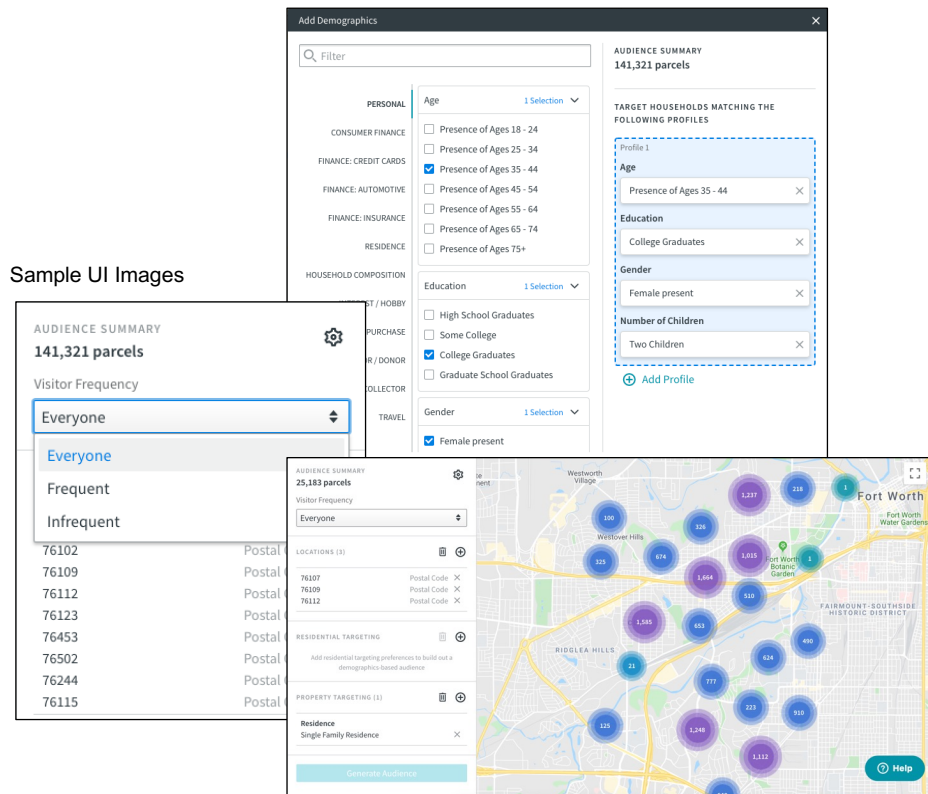 Add Demographics
Filter
PERSONAL
CONSUMER FINANCE
FINANCE: CREDIT CARDS
FINANCE: AUTOMOTIVE
FINANCE: INSURANCE
RESIDENCE
HOUSEHOLD COMPOSITION
ST / HOBBY
PURCHASE
R / DONOR
COLLECTOR
TRAVEL
Age 1 Selection
Presence of Ages 18 - 24
Presence of Ages 25 - 34
Presence of Ages 35 - 44
Presence of Ages 45 - 54
Presence of Ages 55 - 64
Presence of Ages 65 - 74
Presence of Ages 75+
Education 1 Selection
High School Graduates
Some College
College Graduates
Graduate School Graduates
Gender 1 Selection
Female present
AUDIENCE SUMMARY
141,321 parcels
TARGET HOUSEHOLDS MATCHING THE
FOLLOWING PROFILES
Profile 1
Age
Presence of Ages 35 - 44
Education
College Graduates
Gender
Female present
Number of Children
Two Children
Add Profile
Sample UI Images
AUDIENCE SUMMARY
141,321 parcels
Visitor Frequency
Everyone
Everyone
Frequent
Infrequent
76102 Postal
76109 Postal
76112 Postal
76123 Postal
76453 Postal
76502 Postal
76244 Postal
76115 Postal
AUDIENCE SUMMARY
25,183 parcels
Visitor Frequency
Everyone
LOCATIONS (3)
76107 Postal Code
76109 Postal Code
76112 Postal Code
RESIDENTIAL TARGETING
Add residential targeting preferences to build out a
demographics-based audience
PROPERTY TARGETING (1)
Residence
Single Family Residence
Generate Audience
Westworth
Village
1,237
218
1
Fort Worth
Fort Worth
Water Gardens
100
326
Westover Hills
325
674
1,015
1
Fort Worth
Botanic
Garden
1,664
510
FAIRMOUNT-SOUTHSIDE
HISTORIC DISTRICT
1,585
653
490
RIDGLEA HILLS
624
21
777
223
910
125
1,248
1,112
Help